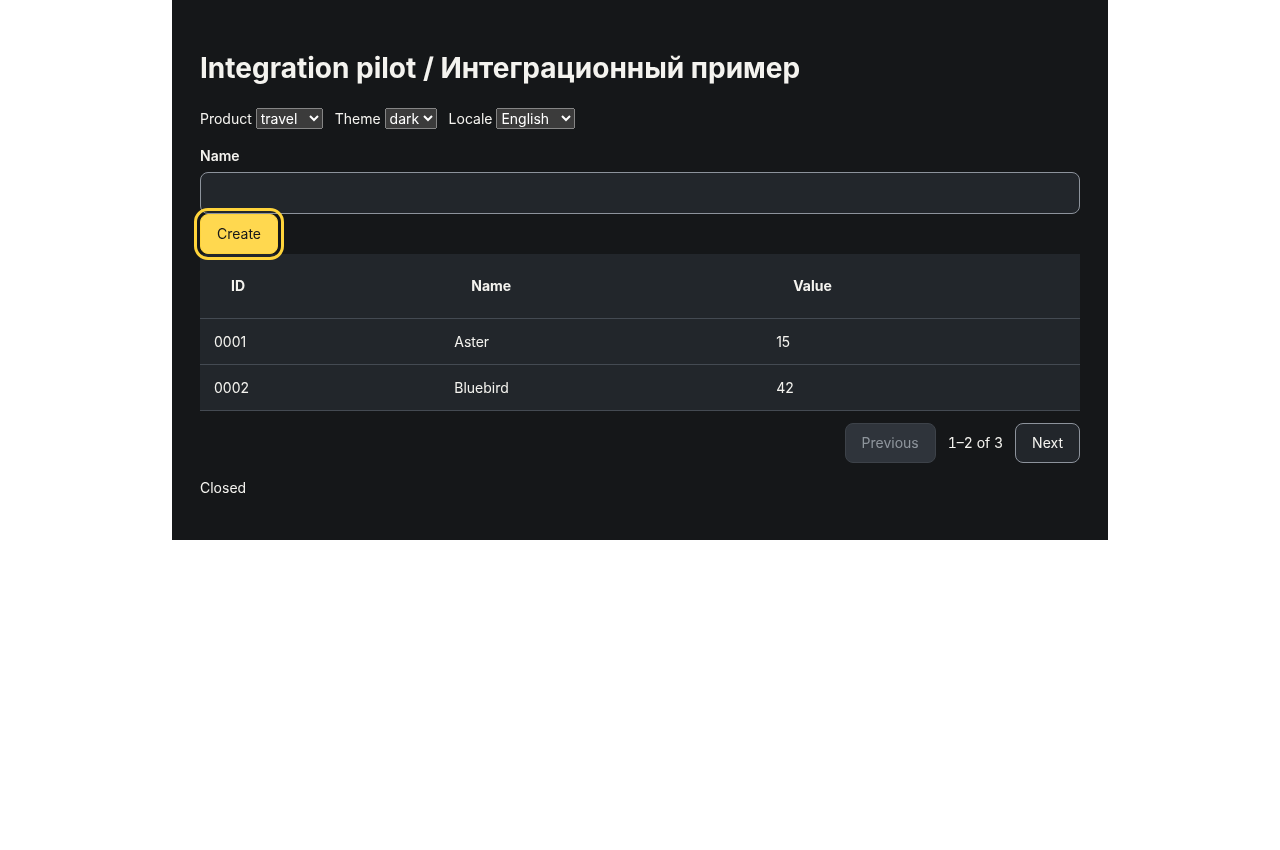 Integration pilot / Интеграционный пример
Product travel Theme dark Locale English
Name
Create
ID Name Value
0001 Aster 15
0002 Bluebird 42
Previous 1–2 of 3 Next
Closed